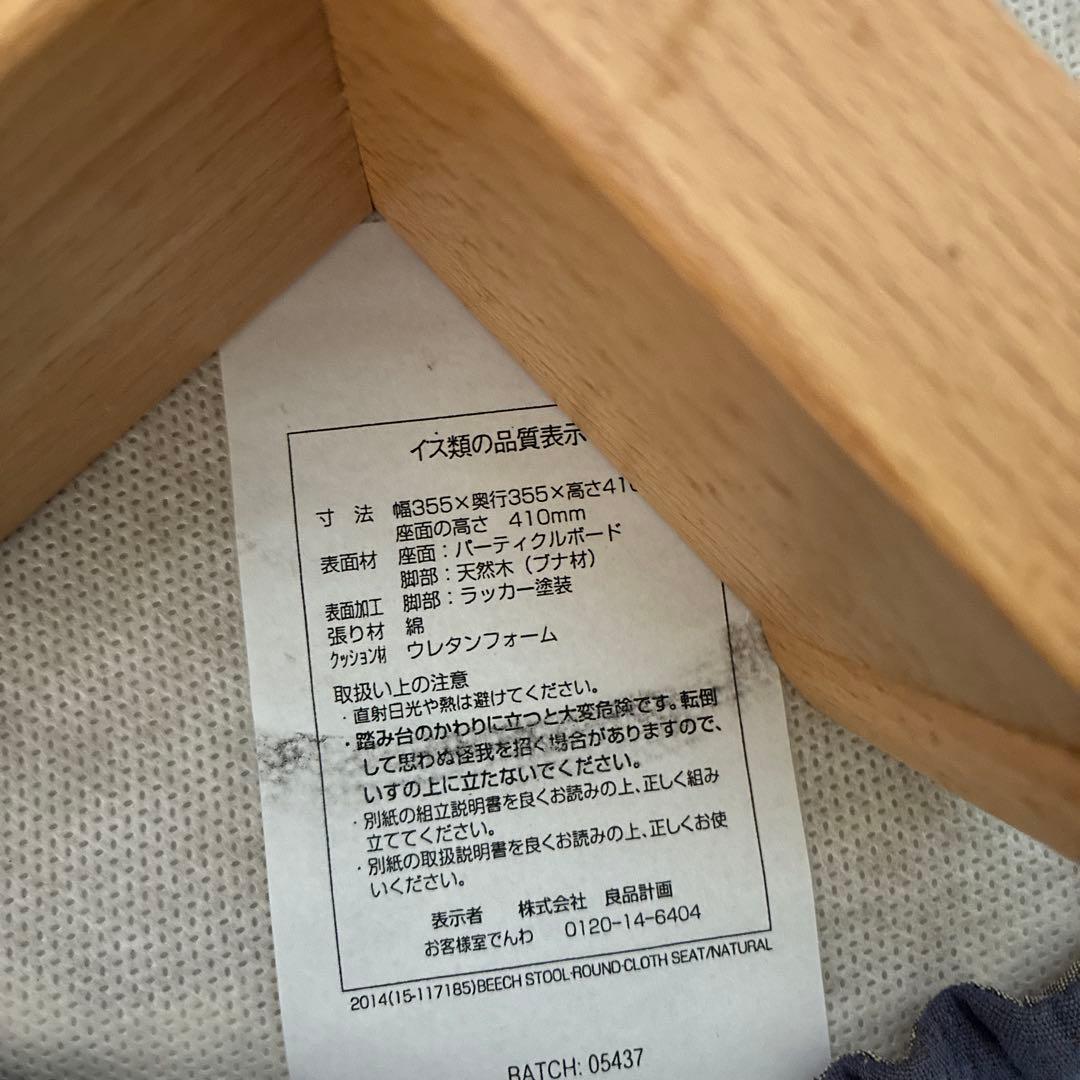 イス類の品質表示
寸 法 幅355×奥行355×高さ410
座面の高さ 410mm
表面材 座面：パーティクルボード
脚部：天然木（ブナ材）
表面加工 脚部：ラッカー塗装
張り材 綿
クッション材 ウレタンフォーム
取扱い上の注意
・直射日光や熱は避けてください。
・踏み台のかわりに立つと大変危険です。転倒
して思わぬ怪我を招く場合がありますので、
いすの上に立たないでください。
・別紙の組立説明書を良くお読みの上、正しく組み
立ててください。
・別紙の取扱説明書を良くお読みの上、正しくお使
いください。
表示者 株式会社 良品計画
お客様室でんわ 0120-14-6404
2014(15-117185)BEECH STOOL·ROUND·CLOTH SEAT/NATURAL
BATCH: 05437